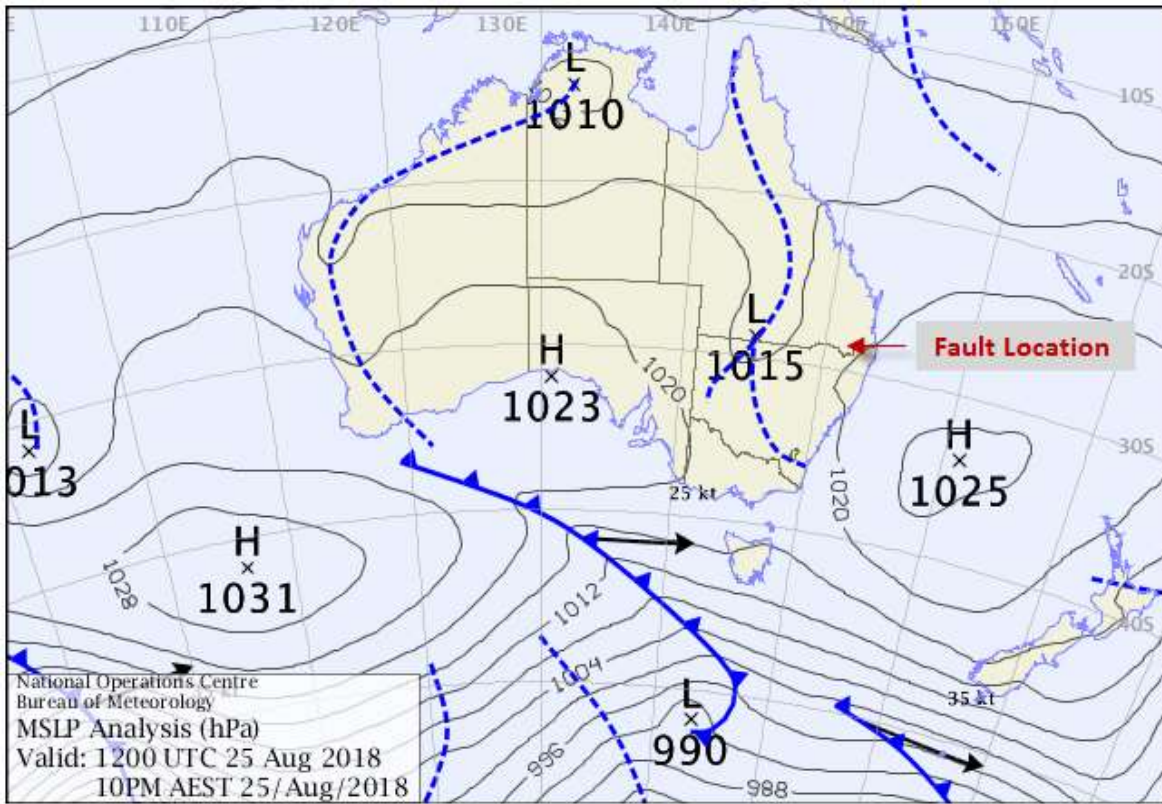 110E 120E 130E 140E 150E 160E
L
1010
10S
20S
L
1015
Fault Location
H
1023
1020
L
013
30S
H
1025
25 kt
1020
H
1031
1028
1012
40S
1004
35 kt
L
990
996
988
National Operations Centre
Bureau of Meteorology
MSLP Analysis (hPa)
Valid: 1200 UTC 25 Aug 2018
10PM AEST 25/Aug/2018